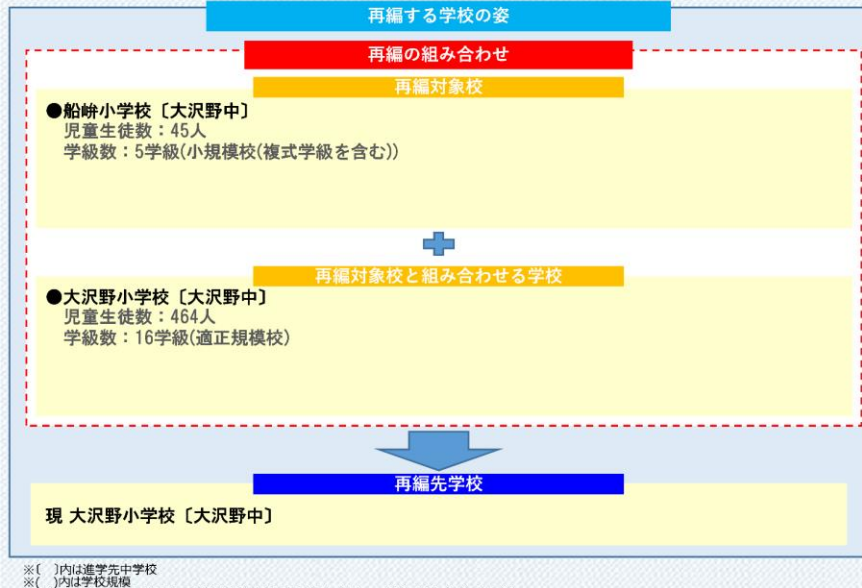 再編する学校の姿
再編の組み合わせ
再編対象校
●船峅小学校〔大沢野中〕
児童生徒数：45人
学級数：5学級(小規模校(複式学級を含む))
再編対象校と組み合わせる学校
●大沢野小学校〔大沢野中〕
児童生徒数：464人
学級数：16学級(適正規模校)
再編先学校
現 大沢野小学校〔大沢野中〕
※〔　〕内は進学先中学校
※(　)内は学校規模